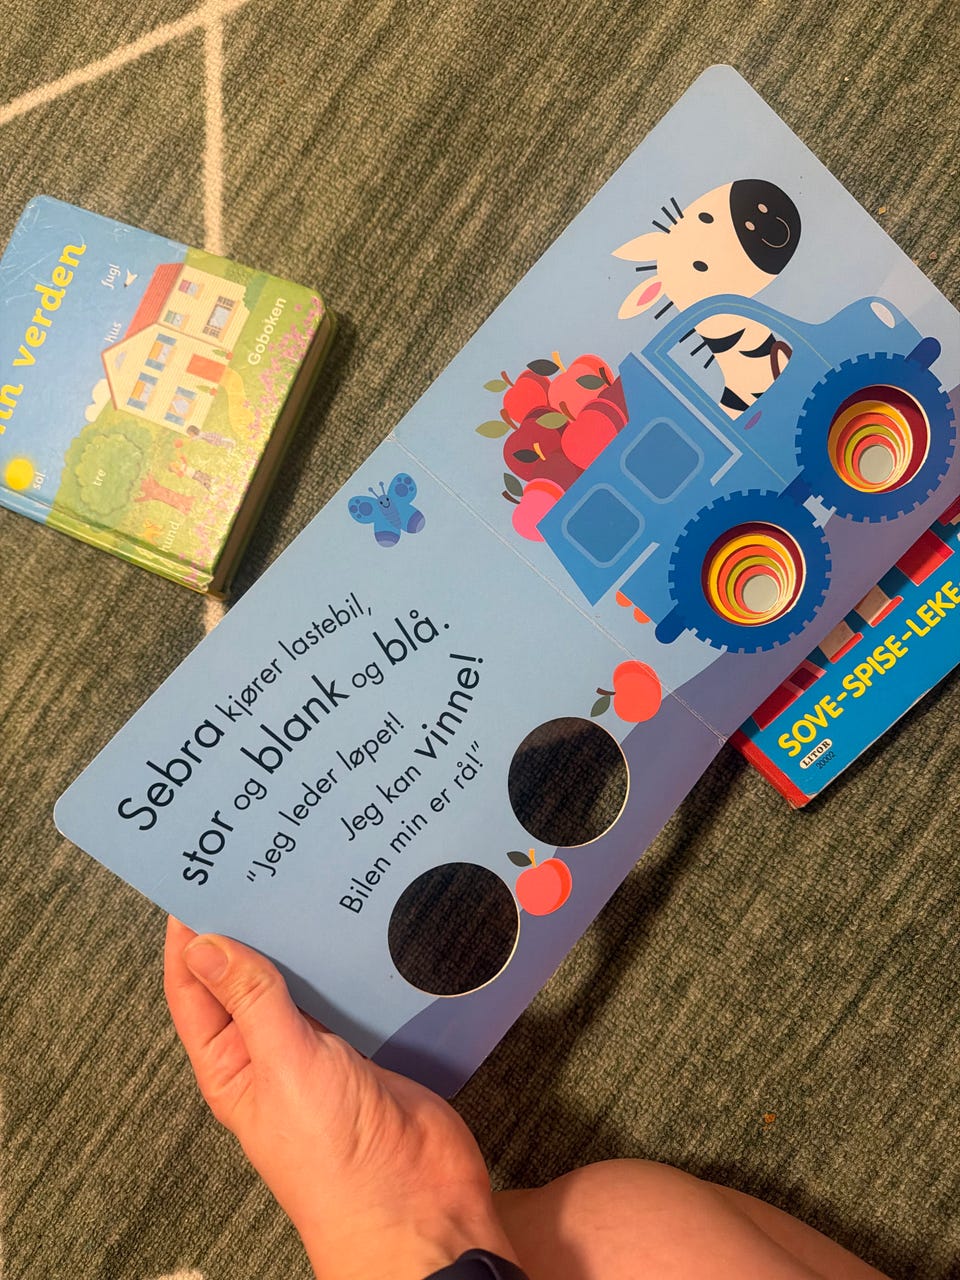 Sebra kjører lastebil,
stor og blank og blå.
"Jeg leder løpet!
Jeg kan vinne!
Bilen min er rå!"
verden
fugl
hus
Goboken
sol
tre
hund
SOVE-SPISE-LEKE-
LITOR
20002